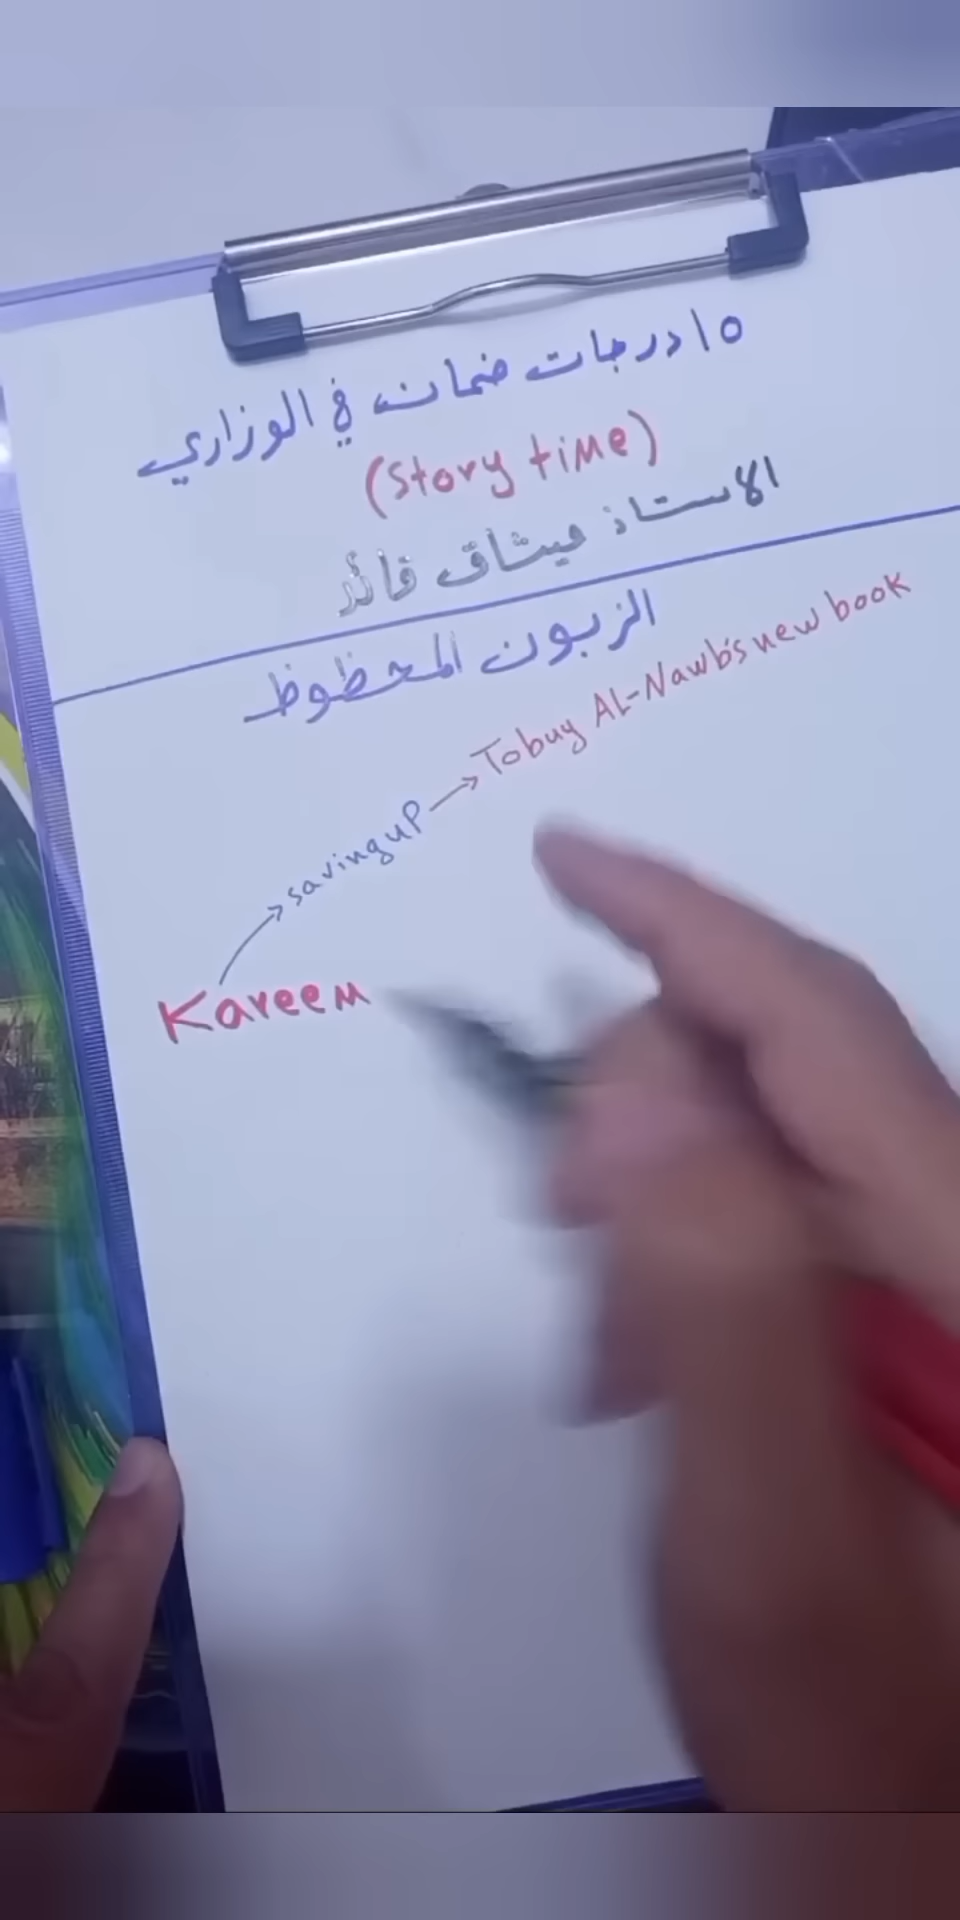 ١٥ درجات ضمان في الوزاري
(Story time)
الاستاذ ميثاق قائد
الزبون المحظوظ
To buy AL-Nawb's new book
saving up
Kareem